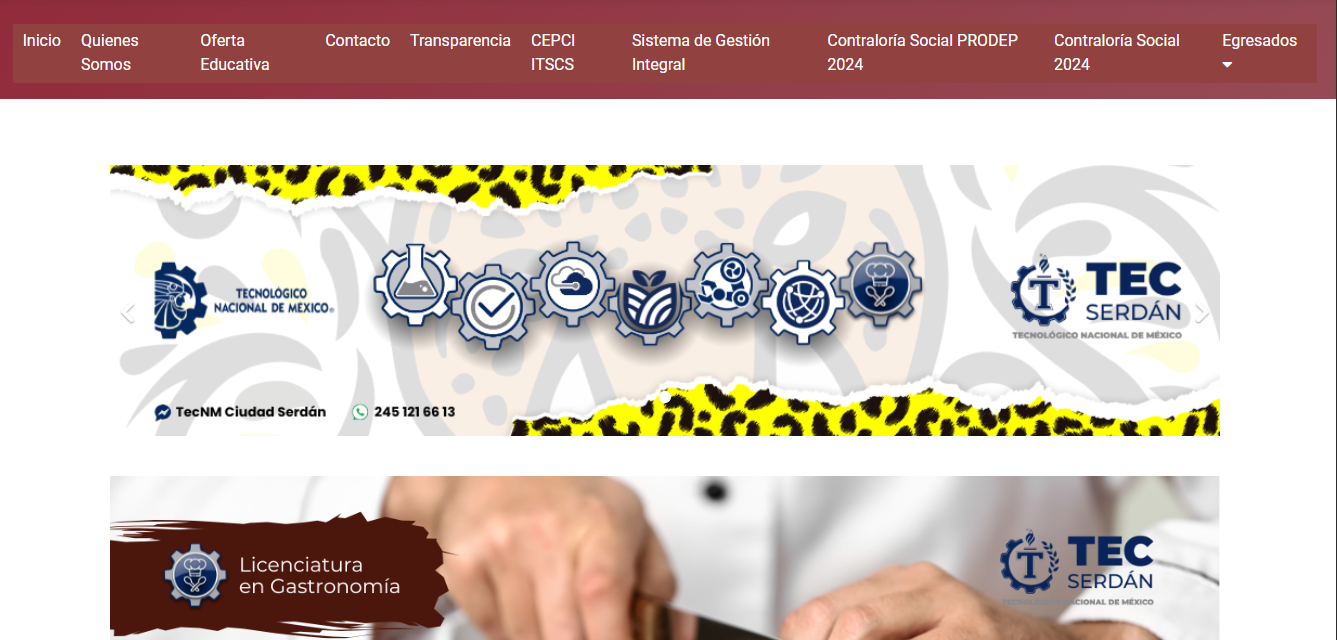 Inicio
Quienes Somos
Oferta Educativa
Contacto
Transparencia
CEPCI ITSCS
Sistema de Gestión Integral
Contraloría Social PRODEP 2024
Contraloría Social 2024
Egresados
TECNOLÓGICO
NACIONAL DE MÉXICO®
T
TEC
SERDÁN
TECNOLÓGICO NACIONAL DE MÉXICO
TecNM Ciudad Serdán
245 121 66 13
Licenciatura
en Gastronomía
T
TEC
SERDÁN
TECNOLÓGICO NACIONAL DE MÉXICO